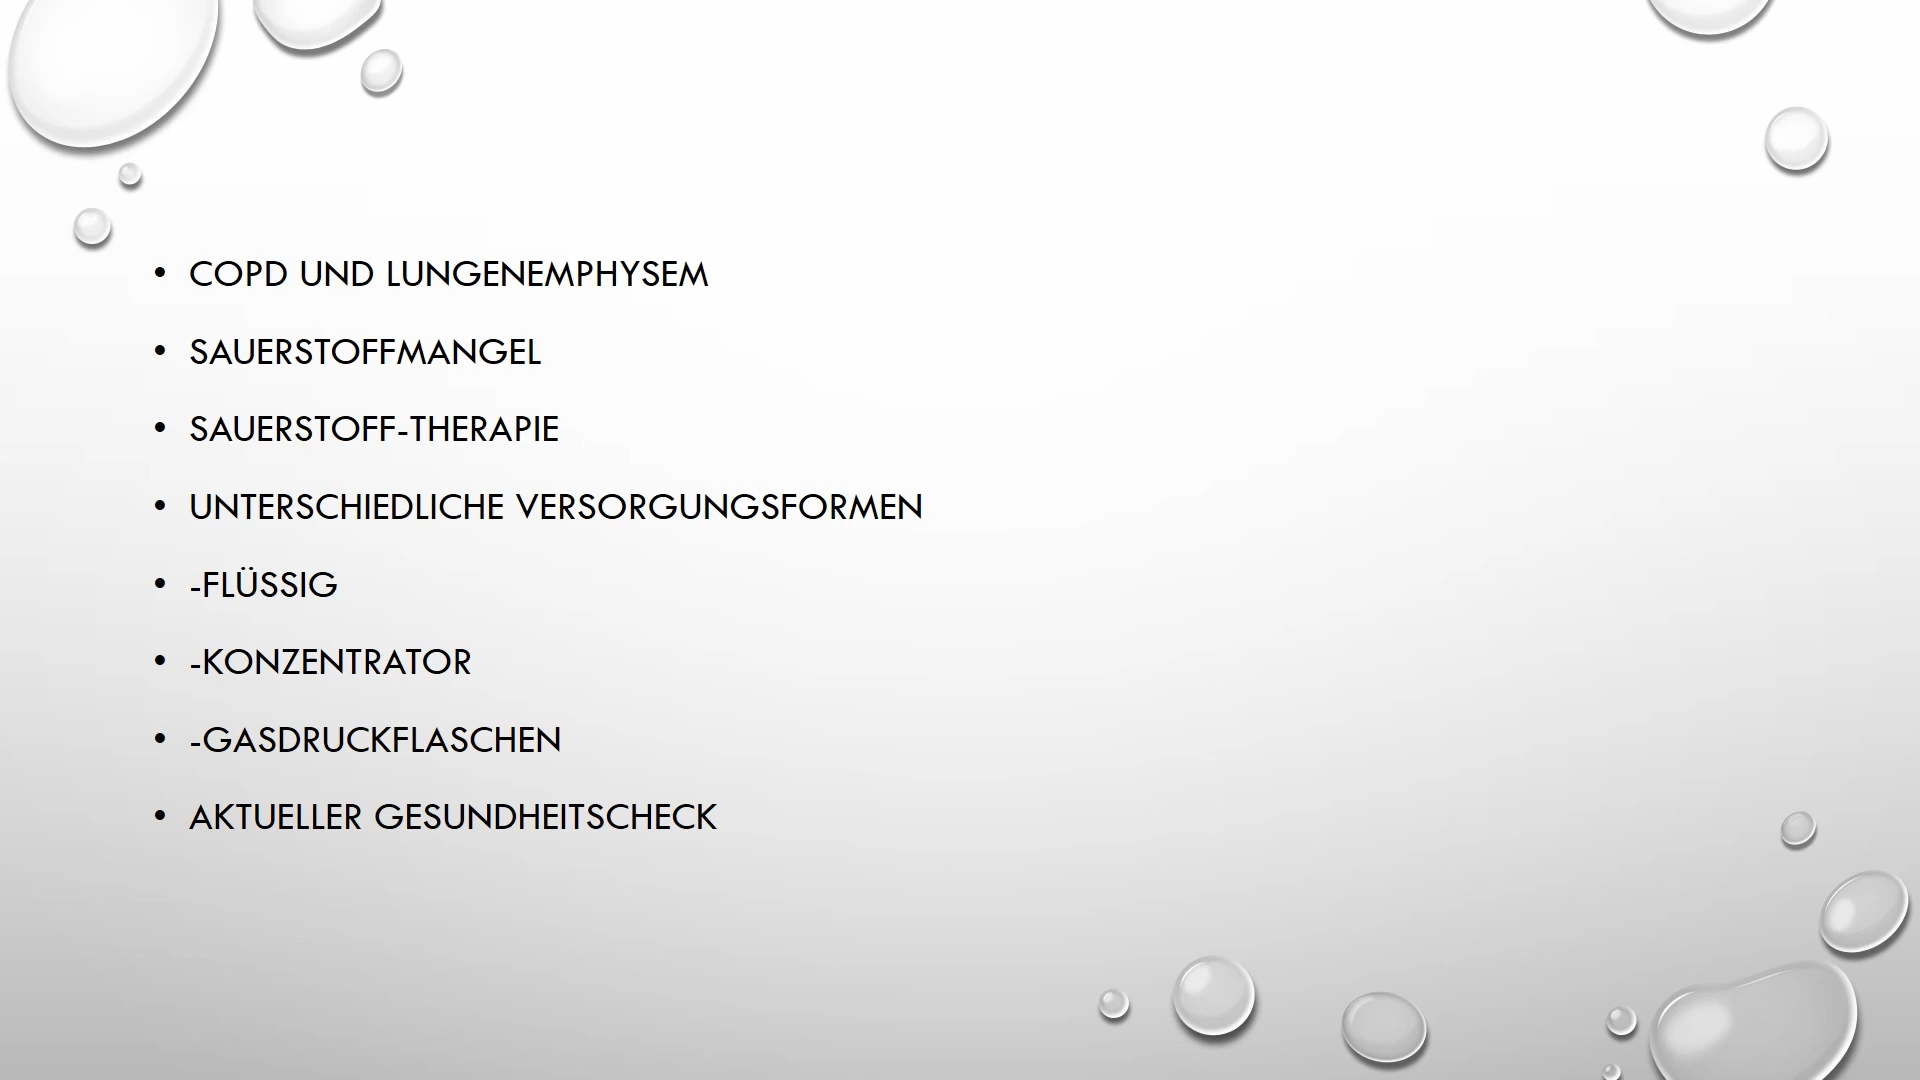 • COPD UND LUNGENEMPHYSEM
• SAUERSTOFFMANGEL
• SAUERSTOFF-THERAPIE
• UNTERSCHIEDLICHE VERSORGUNGSFORMEN
• -FLÜSSIG
• -KONZENTRATOR
• -GASDRUCKFLASCHEN
• AKTUELLER GESUNDHEITSCHECK